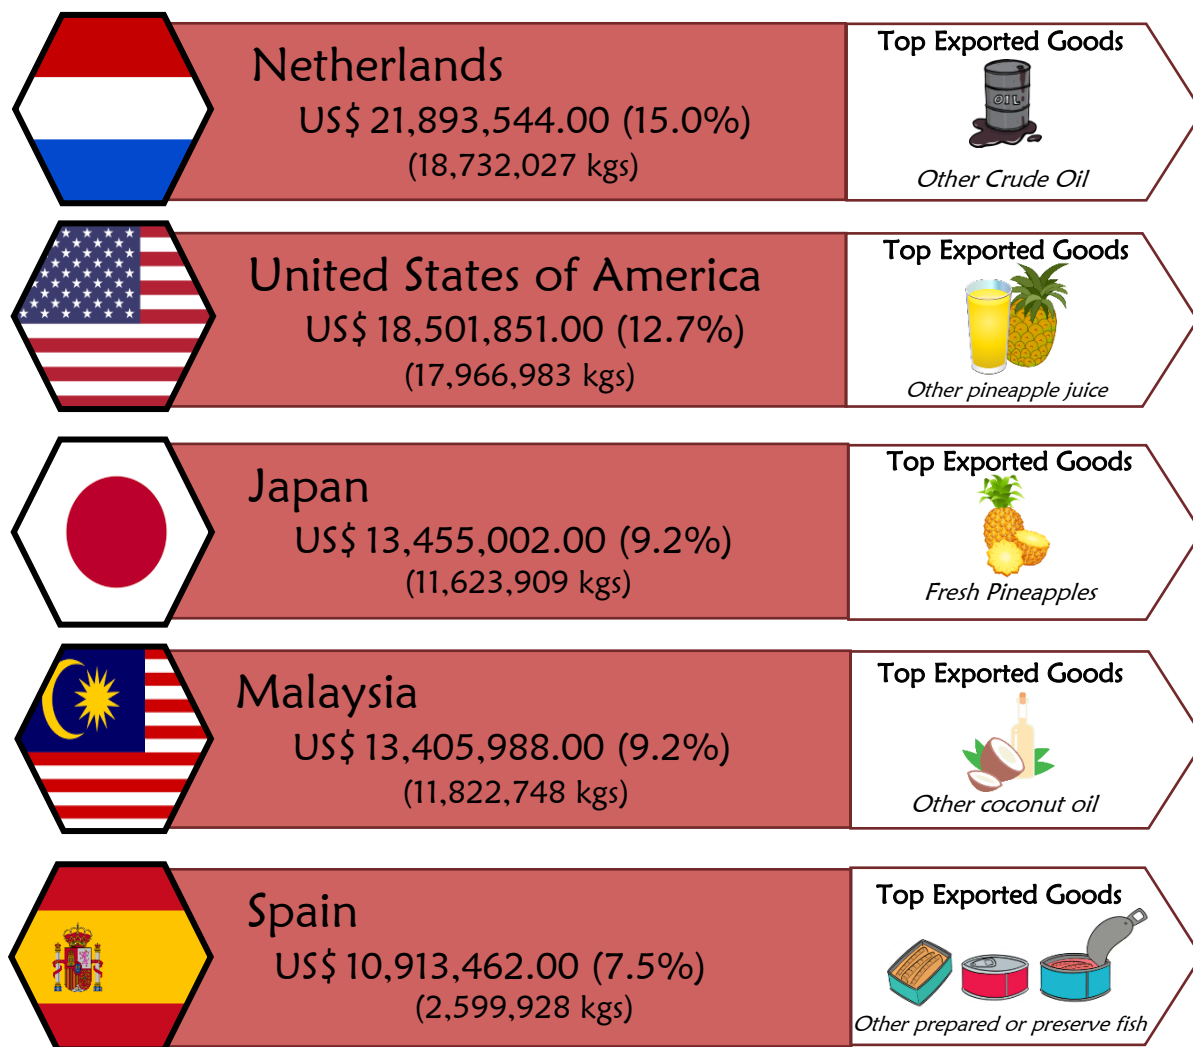 Netherlands
US$ 21,893,544.00 (15.0%)
(18,732,027 kgs)
Top Exported Goods
OIL
Other Crude Oil
United States of America
US$ 18,501,851.00 (12.7%)
(17,966,983 kgs)
Top Exported Goods
Other pineapple juice
Japan
US$ 13,455,002.00 (9.2%)
(11,623,909 kgs)
Top Exported Goods
Fresh Pineapples
Malaysia
US$ 13,405,988.00 (9.2%)
(11,822,748 kgs)
Top Exported Goods
Other coconut oil
Spain
US$ 10,913,462.00 (7.5%)
(2,599,928 kgs)
Top Exported Goods
Other prepared or preserve fish